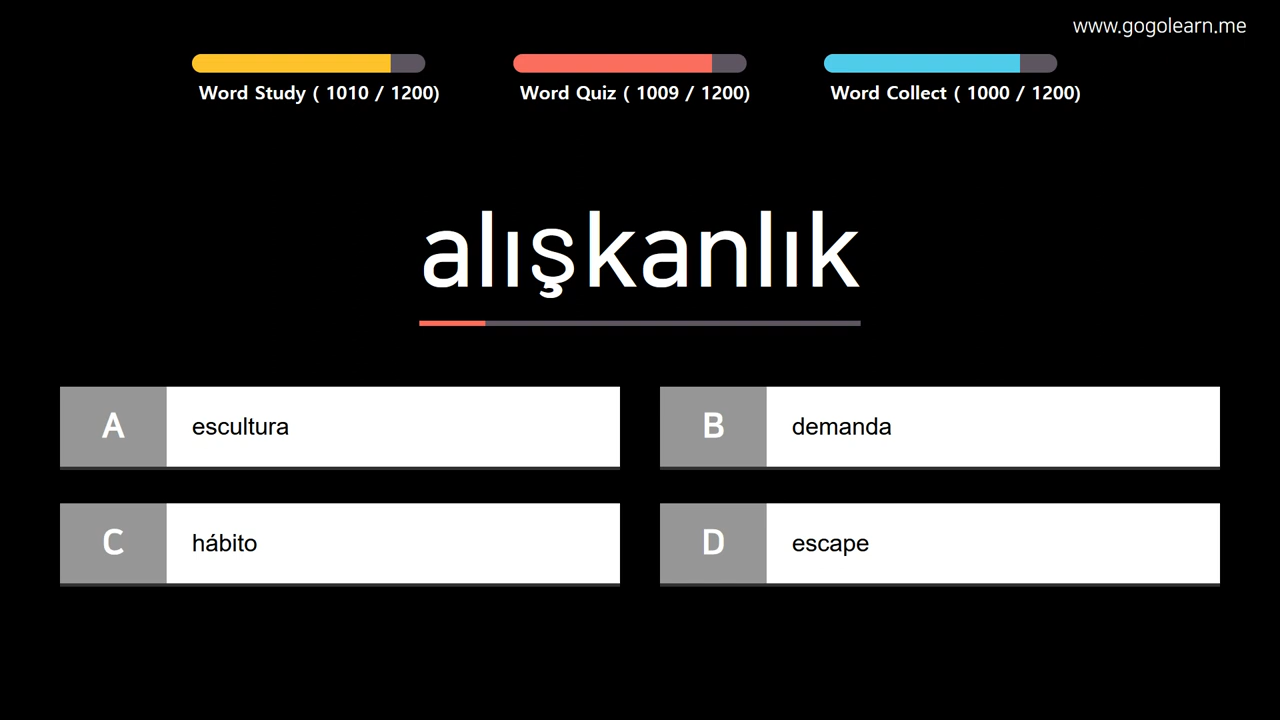 www.gogolearn.me
Word Study ( 1010 / 1200)
Word Quiz ( 1009 / 1200)
Word Collect ( 1000 / 1200)
alışkanlık
A escultura
B demanda
C hábito
D escape